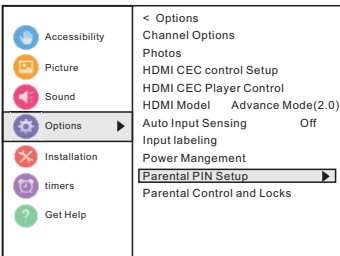 Accessibility
Picture
Sound
Options
Installation
timers
Get Help
< Options
Channel Options
Photos
HDMI CEC control Setup
HDMI CEC Player Control
HDMI Model Advance Mode(2.0)
Auto Input Sensing Off
Input labeling
Power Mangement
Parental PIN Setup
Parental Control and Locks